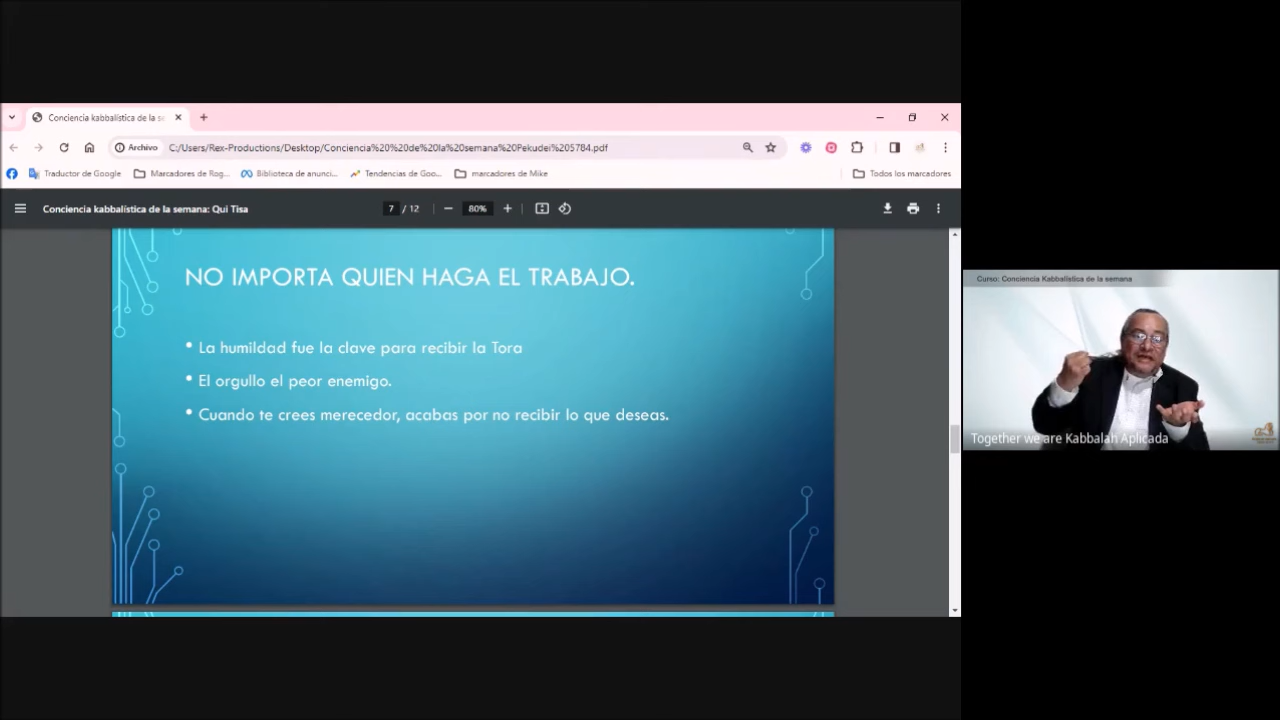 Conciencia kabbalística de la se
Archivo
C:/Users/Rex-Productions/Desktop/Conciencia%20%20de%20la%20semana%20Pekudei%205784.pdf
Traductor de Google
Marcadores de Rog...
Biblioteca de anunci...
Tendencias de Goo...
marcadores de Mike
Todos los marcadores
Conciencia kabbalística de la semana: Qui Tisa
7 / 12
80%
NO IMPORTA QUIEN HAGA EL TRABAJO.
• La humildad fue la clave para recibir la Tora
• El orgullo el peor enemigo.
• Cuando te crees merecedor, acabas por no recibir lo que deseas.
Curso: Conciencia Kabbalística de la semana
Together we are Kabbalah Aplicada